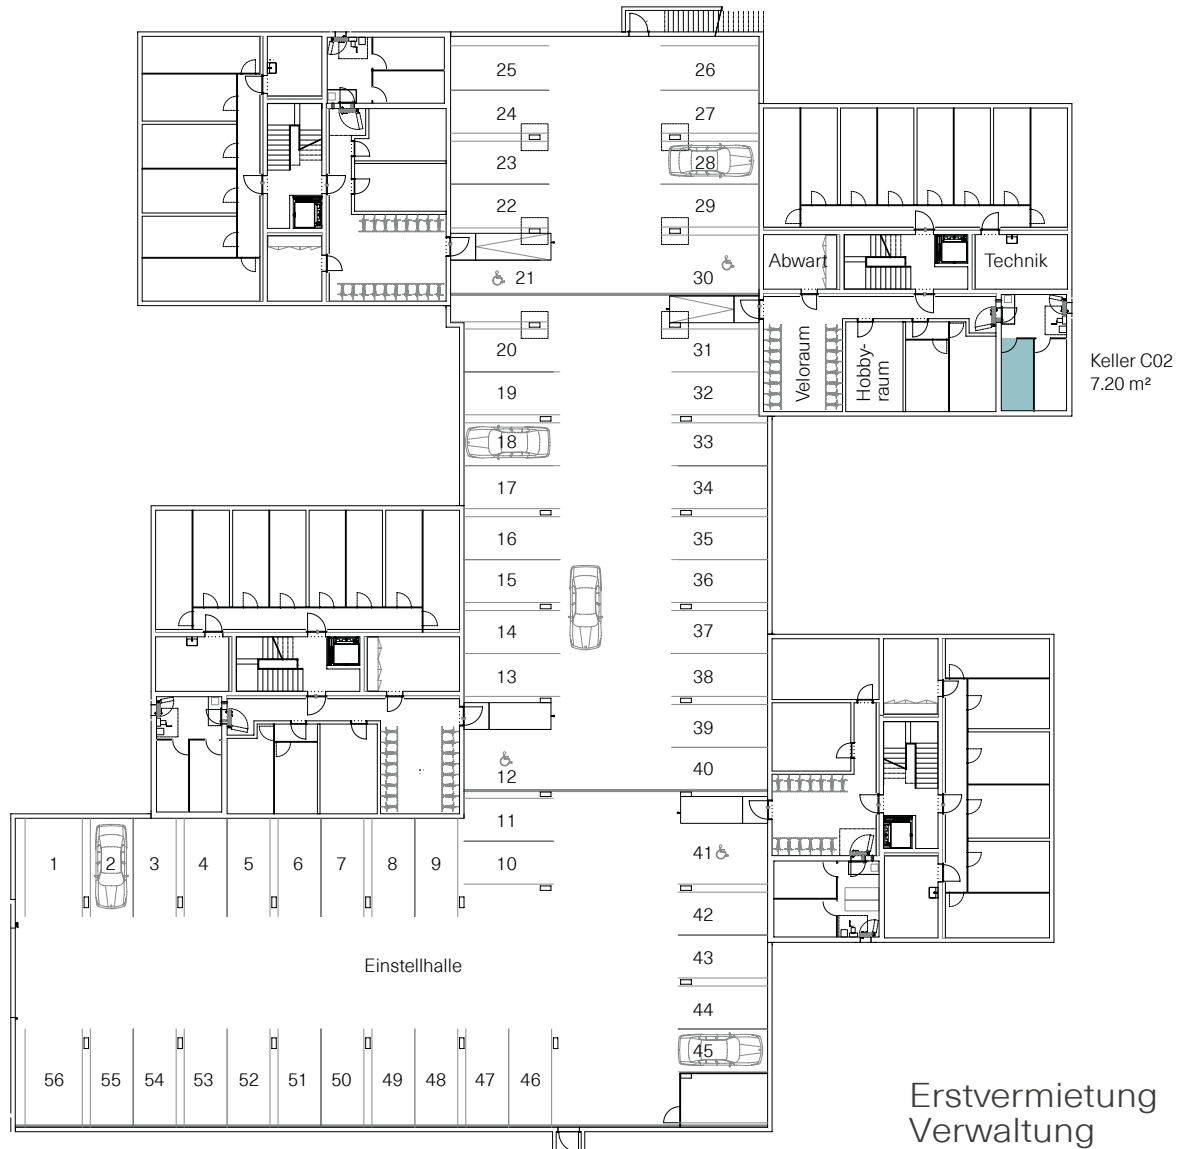 25 26
24 27
23 28
22 29
Abwart
Technik
21 30
20 31
Veloraum
Hobby-
raum
Keller C02
7.20 m²
19 32
18 33
17 34
16 35
15 36
14 37
13 38
39
12 40
11
1 2 3 4 5 6 7 8 9 10 41
42
Einstellhalle
43
44
45
56 55 54 53 52 51 50 49 48 47 46
Erstvermietung
Verwaltung